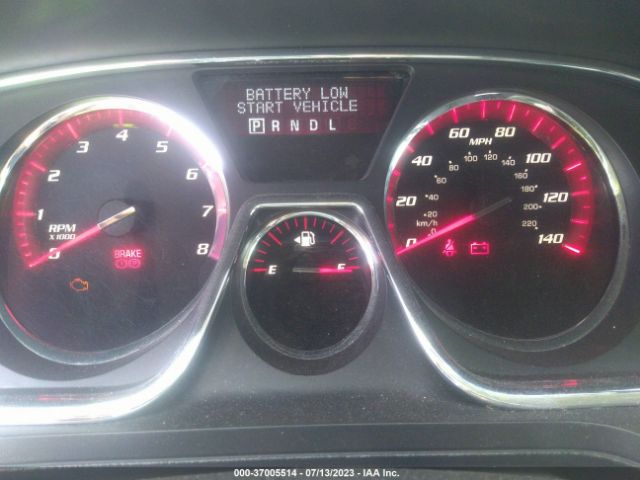 BATTERY LOW
START VEHICLE
P R N D L
1 2 3 4 5 6 7 8
RPM
X1000
BRAKE
P
E F
0 20 40 60 80 100 120 140
MPH
0 20 40 60 80 100 120 140 160 180 200 220
km/h
000-37005514 - 07/13/2023 - IAA Inc.